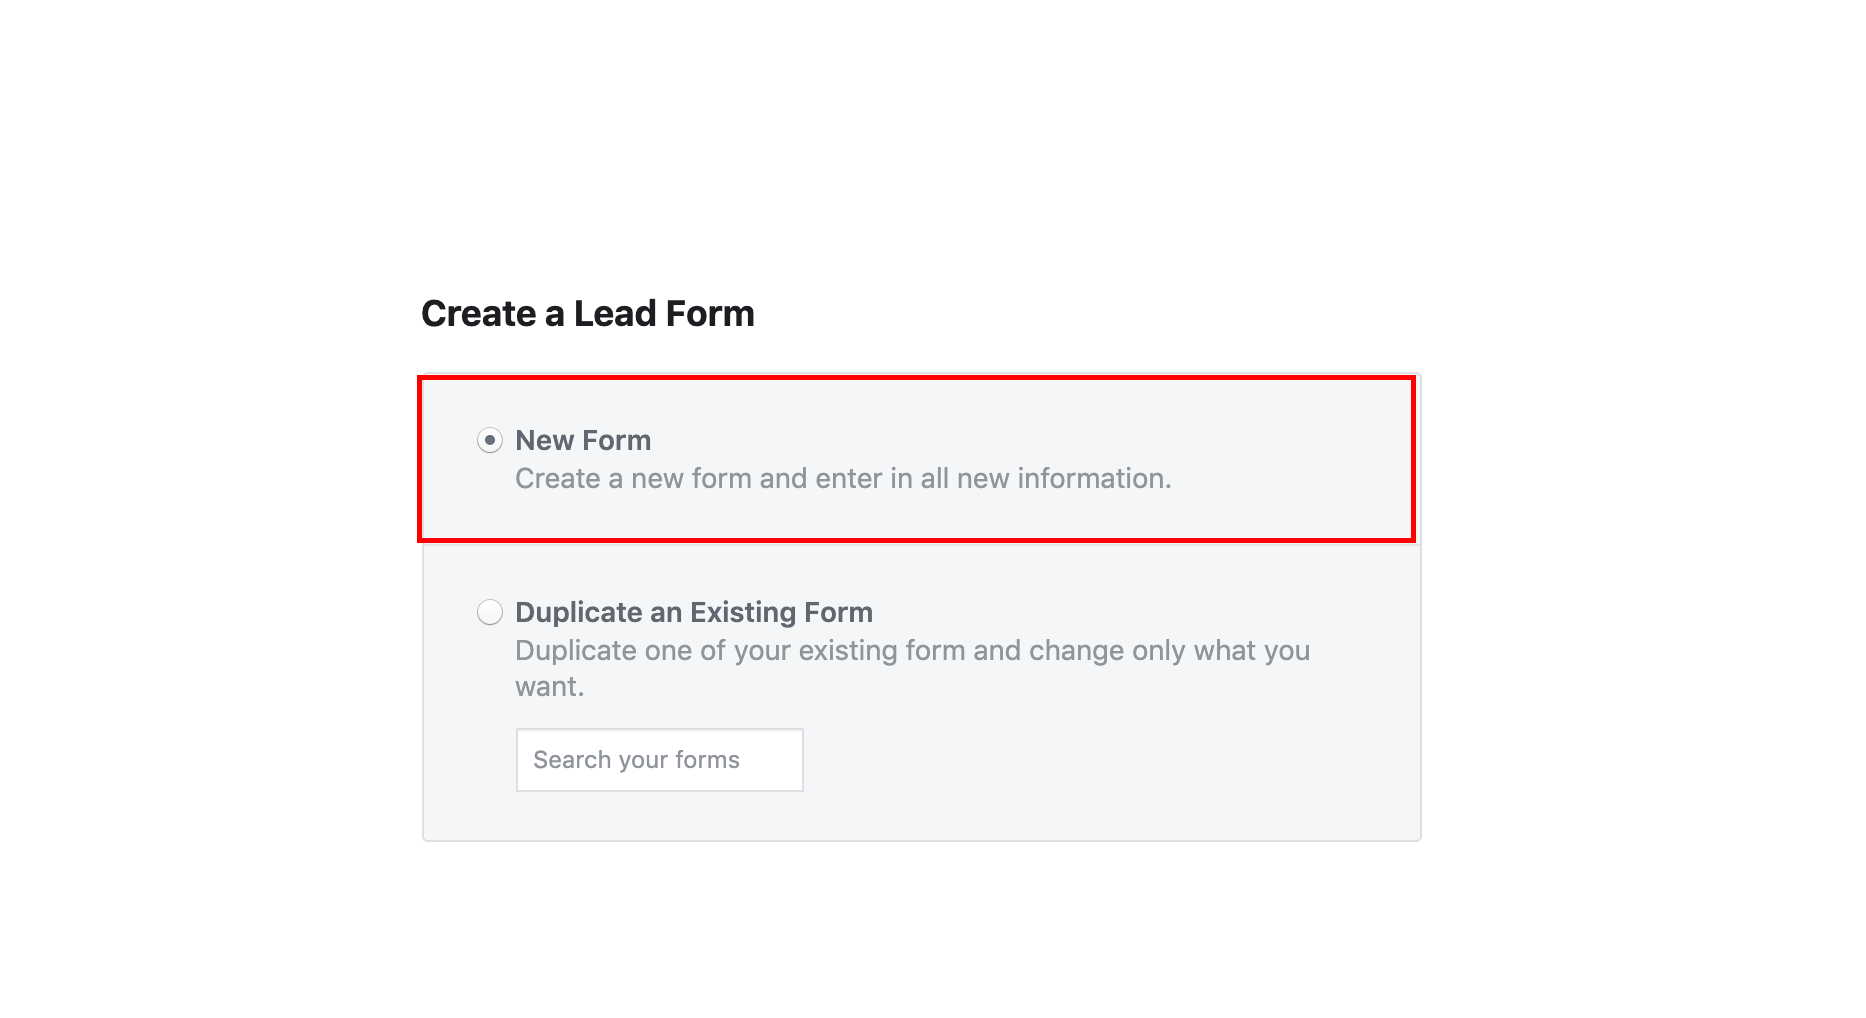 Create a Lead Form
New Form
Create a new form and enter in all new information.
Duplicate an Existing Form
Duplicate one of your existing form and change only what you
want.
Search your forms